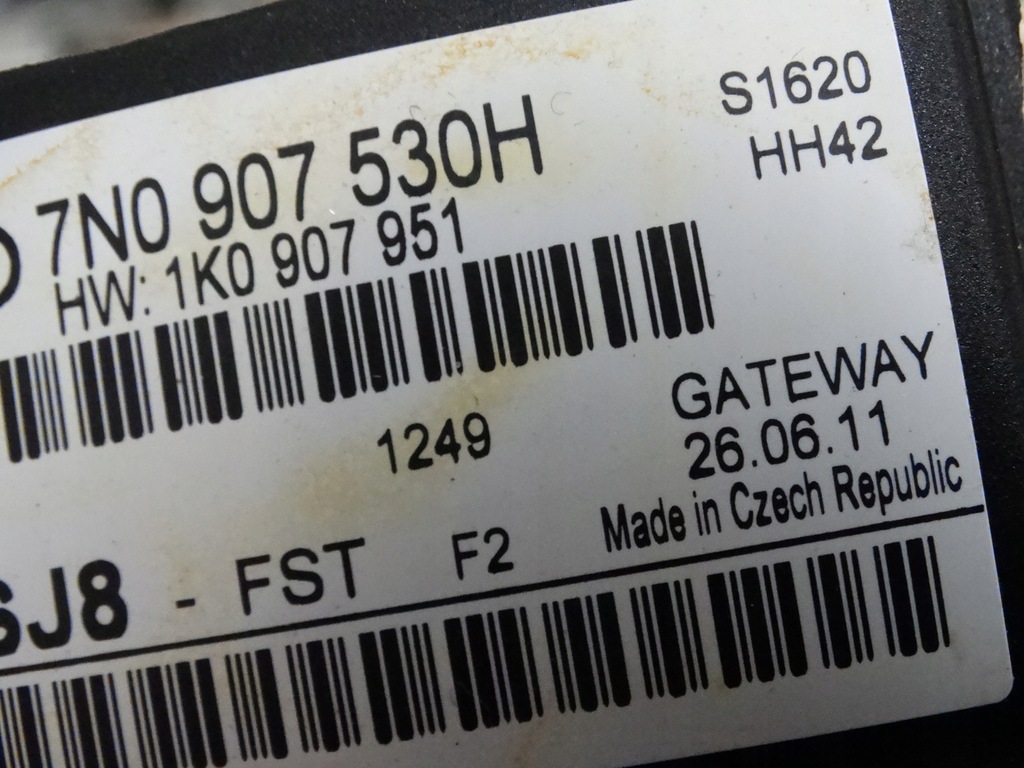 S1620
HH42
7N0 907 530H
HW: 1K0 907 951
1249
GATEWAY
26.06.11
Made in Czech Republic
SJ8 - FST F2